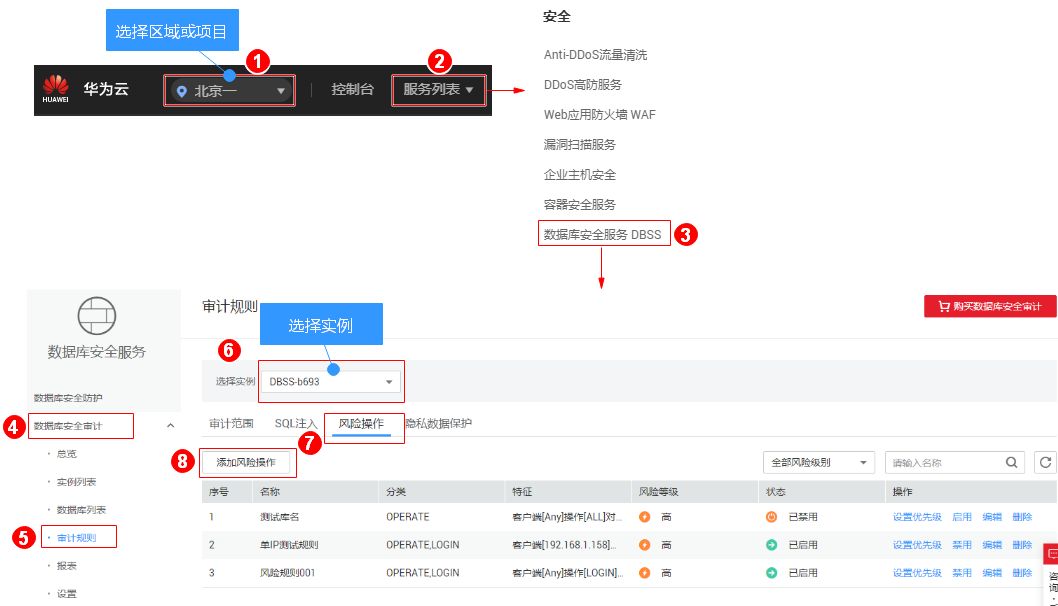 选择区域或项目
1
2
HUAWEI 华为云 北京一 控制台 服务列表
安全
Anti-DDoS流量清洗
DDoS高防服务
Web应用防火墙 WAF
漏洞扫描服务
企业主机安全
容器安全服务
数据库安全服务 DBSS 3
数据库安全服务
数据库安全防护
4 数据库安全审计
总览
实例列表
数据库列表
5 审计规则
报表
设置
审计规则
购买数据库安全审计
选择实例
6
选择实例 DBSS-b693
审计范围 SQL注入 风险操作 隐私数据保护
7
8 添加风险操作 全部风险级别 请输入名称
序号 名称 分类 特征 风险等级 状态 操作
1 测试库名 OPERATE 客户端[Any]操作[ALL]对... 高 已禁用 设置优先级 启用 编辑 删除
2 单IP测试规则 OPERATE,LOGIN 客户端[192.168.1.158]... 高 已启用 设置优先级 禁用 编辑 删除
3 风险规则001 OPERATE,LOGIN 客户端[Any]操作[LOGIN]... 高 已启用 设置优先级 禁用 编辑 删除
咨询